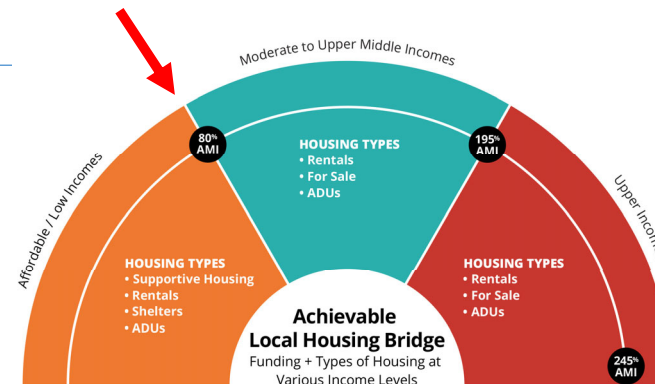 Moderate to Upper Middle Incomes
Affordable / Low Incomes
80%
AMI
HOUSING TYPES
• Rentals
• For Sale
• ADUs
195%
AMI
Upper
HOUSING TYPES
• Supportive Housing
• Rentals
• Shelters
• ADUs
HOUSING TYPES
• Rentals
• For Sale
• ADUs
Achievable
Local Housing Bridge
Funding + Types of Housing at
Various Income Levels
245%
AMI